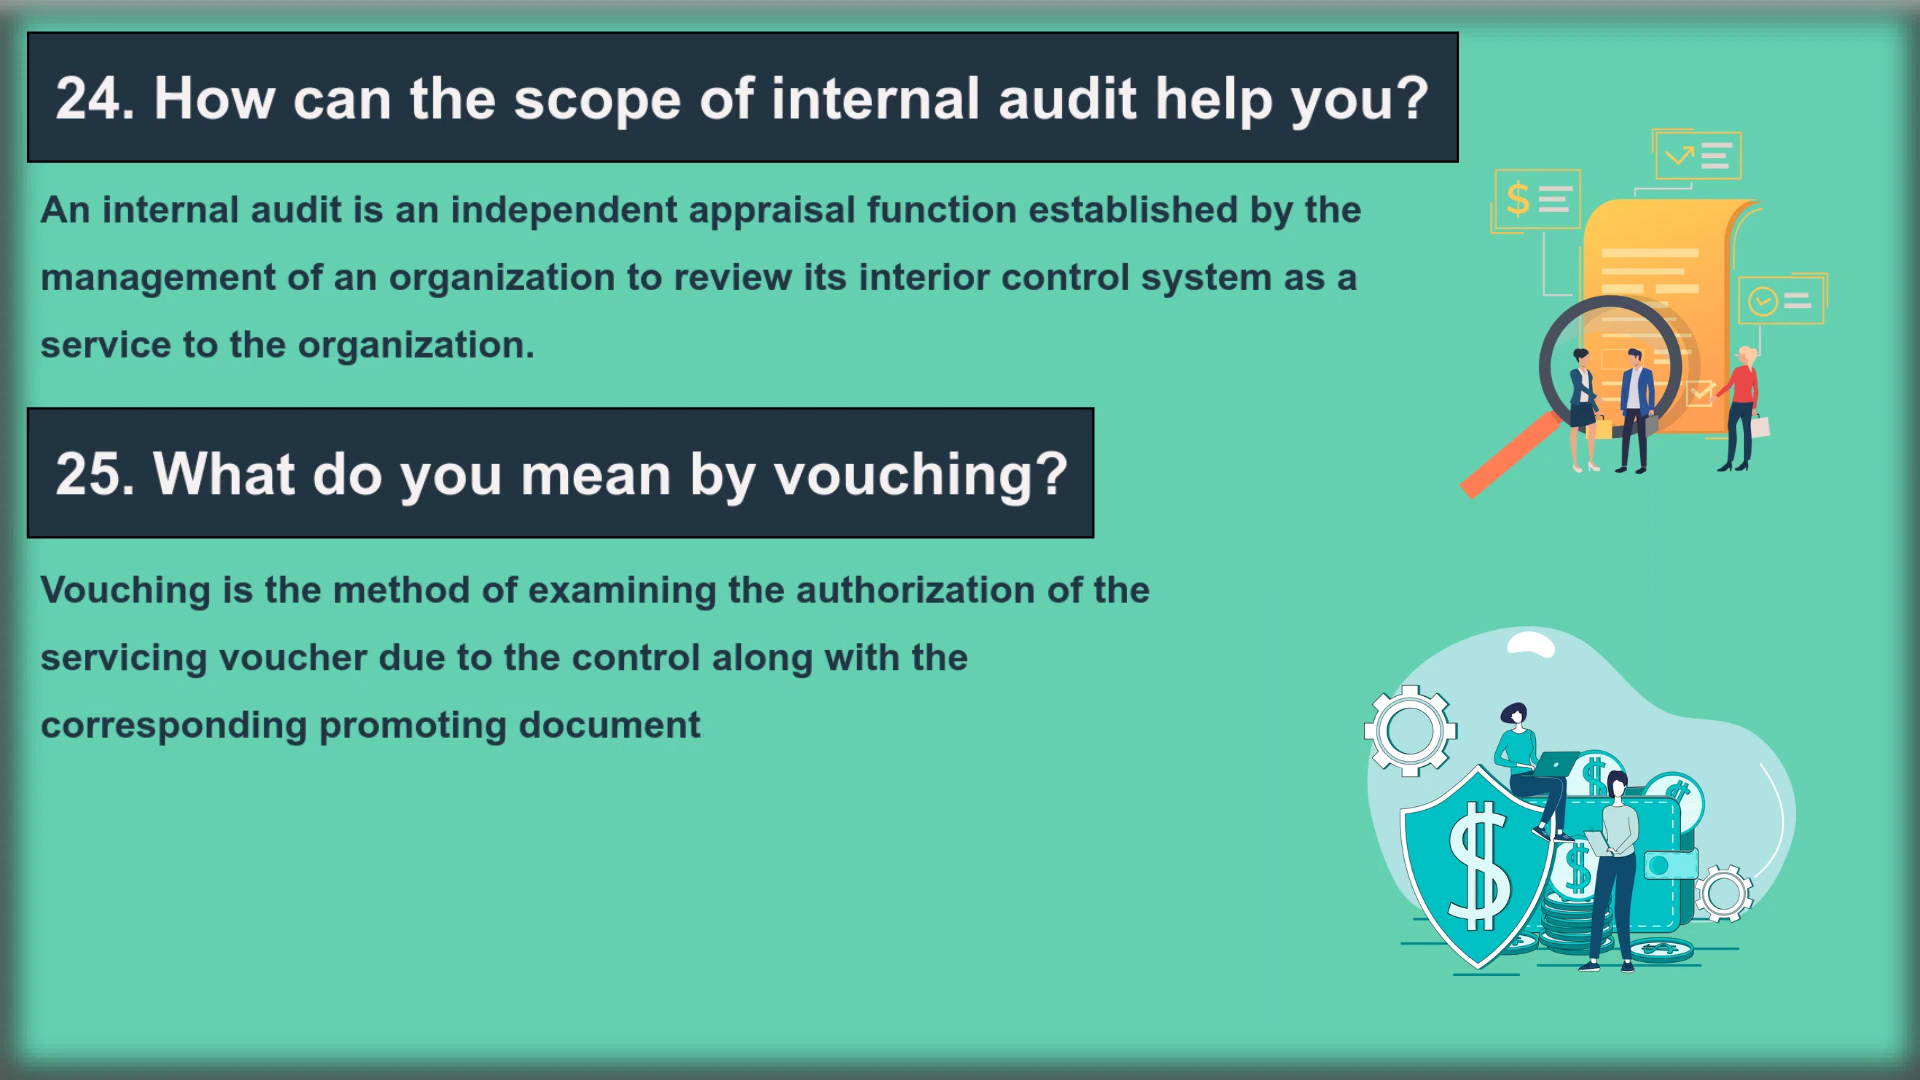 24. How can the scope of internal audit help you?
An internal audit is an independent appraisal function established by the
management of an organization to review its interior control system as a
service to the organization.
25. What do you mean by vouching?
Vouching is the method of examining the authorization of the
servicing voucher due to the control along with the
corresponding promoting document